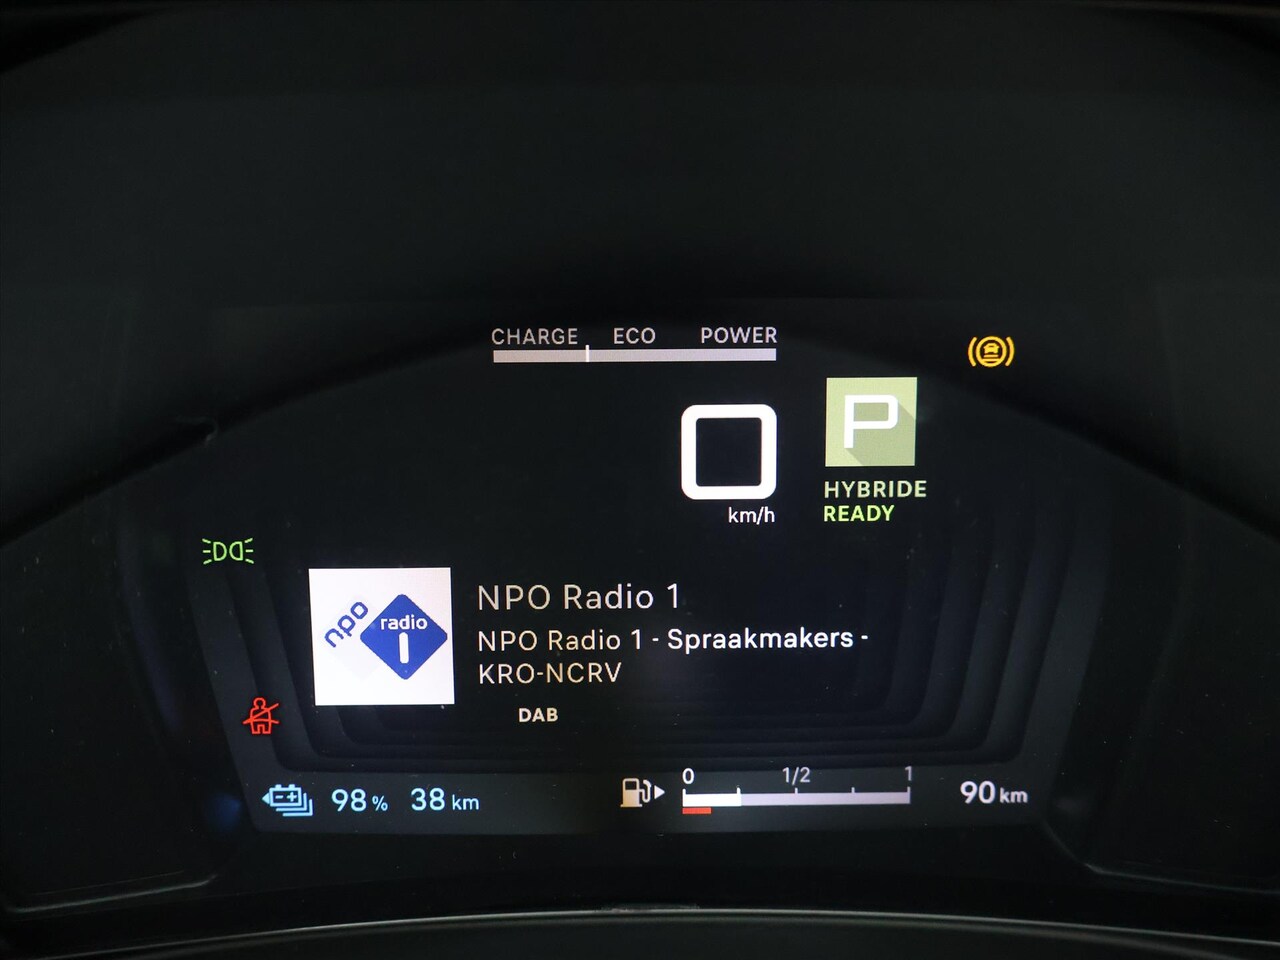 CHARGE ECO POWER
0
km/h
P
HYBRIDE
READY
npo
radio
1
NPO Radio 1
NPO Radio 1 - Spraakmakers -
KRO-NCRV
DAB
98 % 38 km
0 1/2 1
90 km